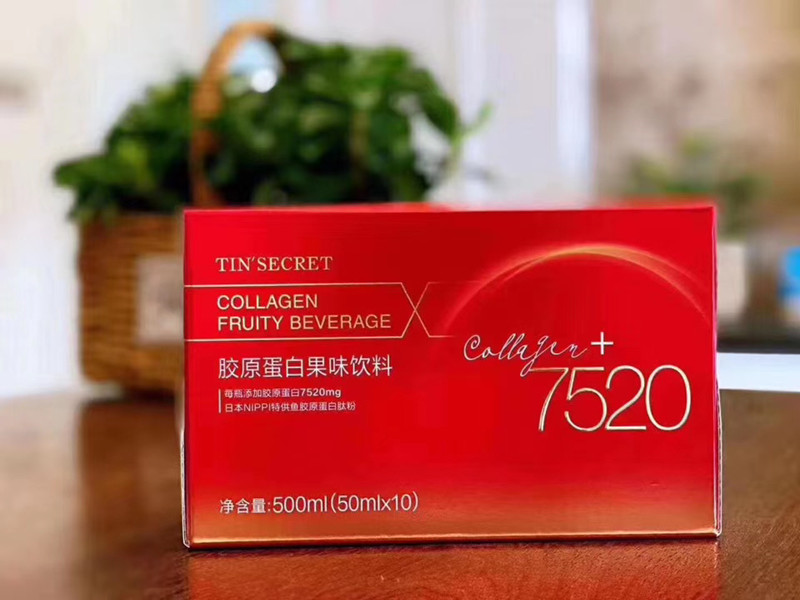 TIN'SECRET
COLLAGEN
FRUITY BEVERAGE
胶原蛋白果味饮料
每瓶添加胶原蛋白7520mg
日本NIPPI特供鱼胶原蛋白肽粉
Collagen+
7520
净含量:500ml(50mlx10)